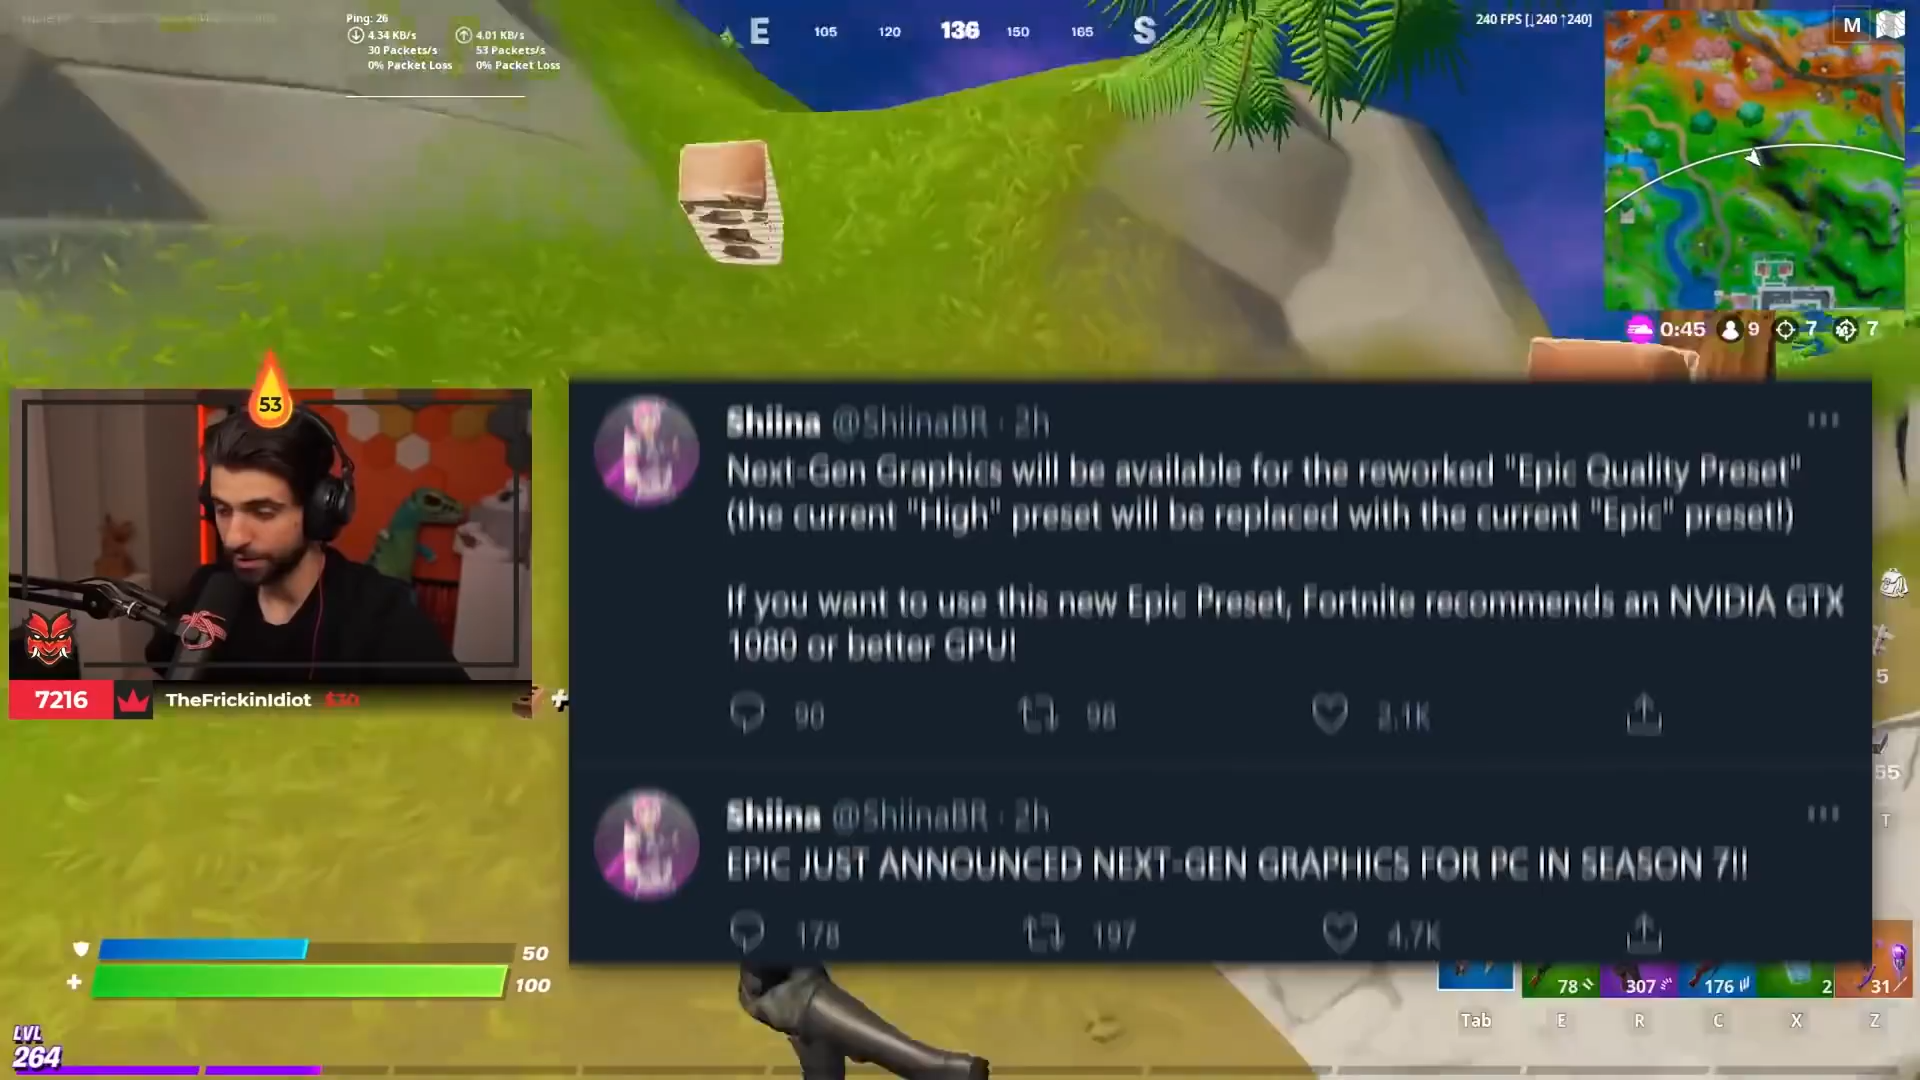 Ping: 26
4.34 KB/s 4.01 KB/s
30 Packets/s 53 Packets/s
0% Packet Loss 0% Packet Loss
E 105 120 136 150 165 S
240 FPS [↓240 ↑240]
M
0:45 9 7 7
53
7216 TheFrickinIdiot $30
Shiina @ShiinaBR · 2h
Next-Gen Graphics will be available for the reworked "Epic Quality Preset"
(the current "High" preset will be replaced with the current "Epic" preset!)
If you want to use this new Epic Preset, Fortnite recommends an NVIDIA GTX
1080 or better GPU!
90 98 2.1K
Shiina @ShiinaBR · 2h
EPIC JUST ANNOUNCED NEXT-GEN GRAPHICS FOR PC IN SEASON 7!!
178 197 4.7K
5
55
T
50
100
78 307 176 2 31
Tab E R C X Z
LVL
264